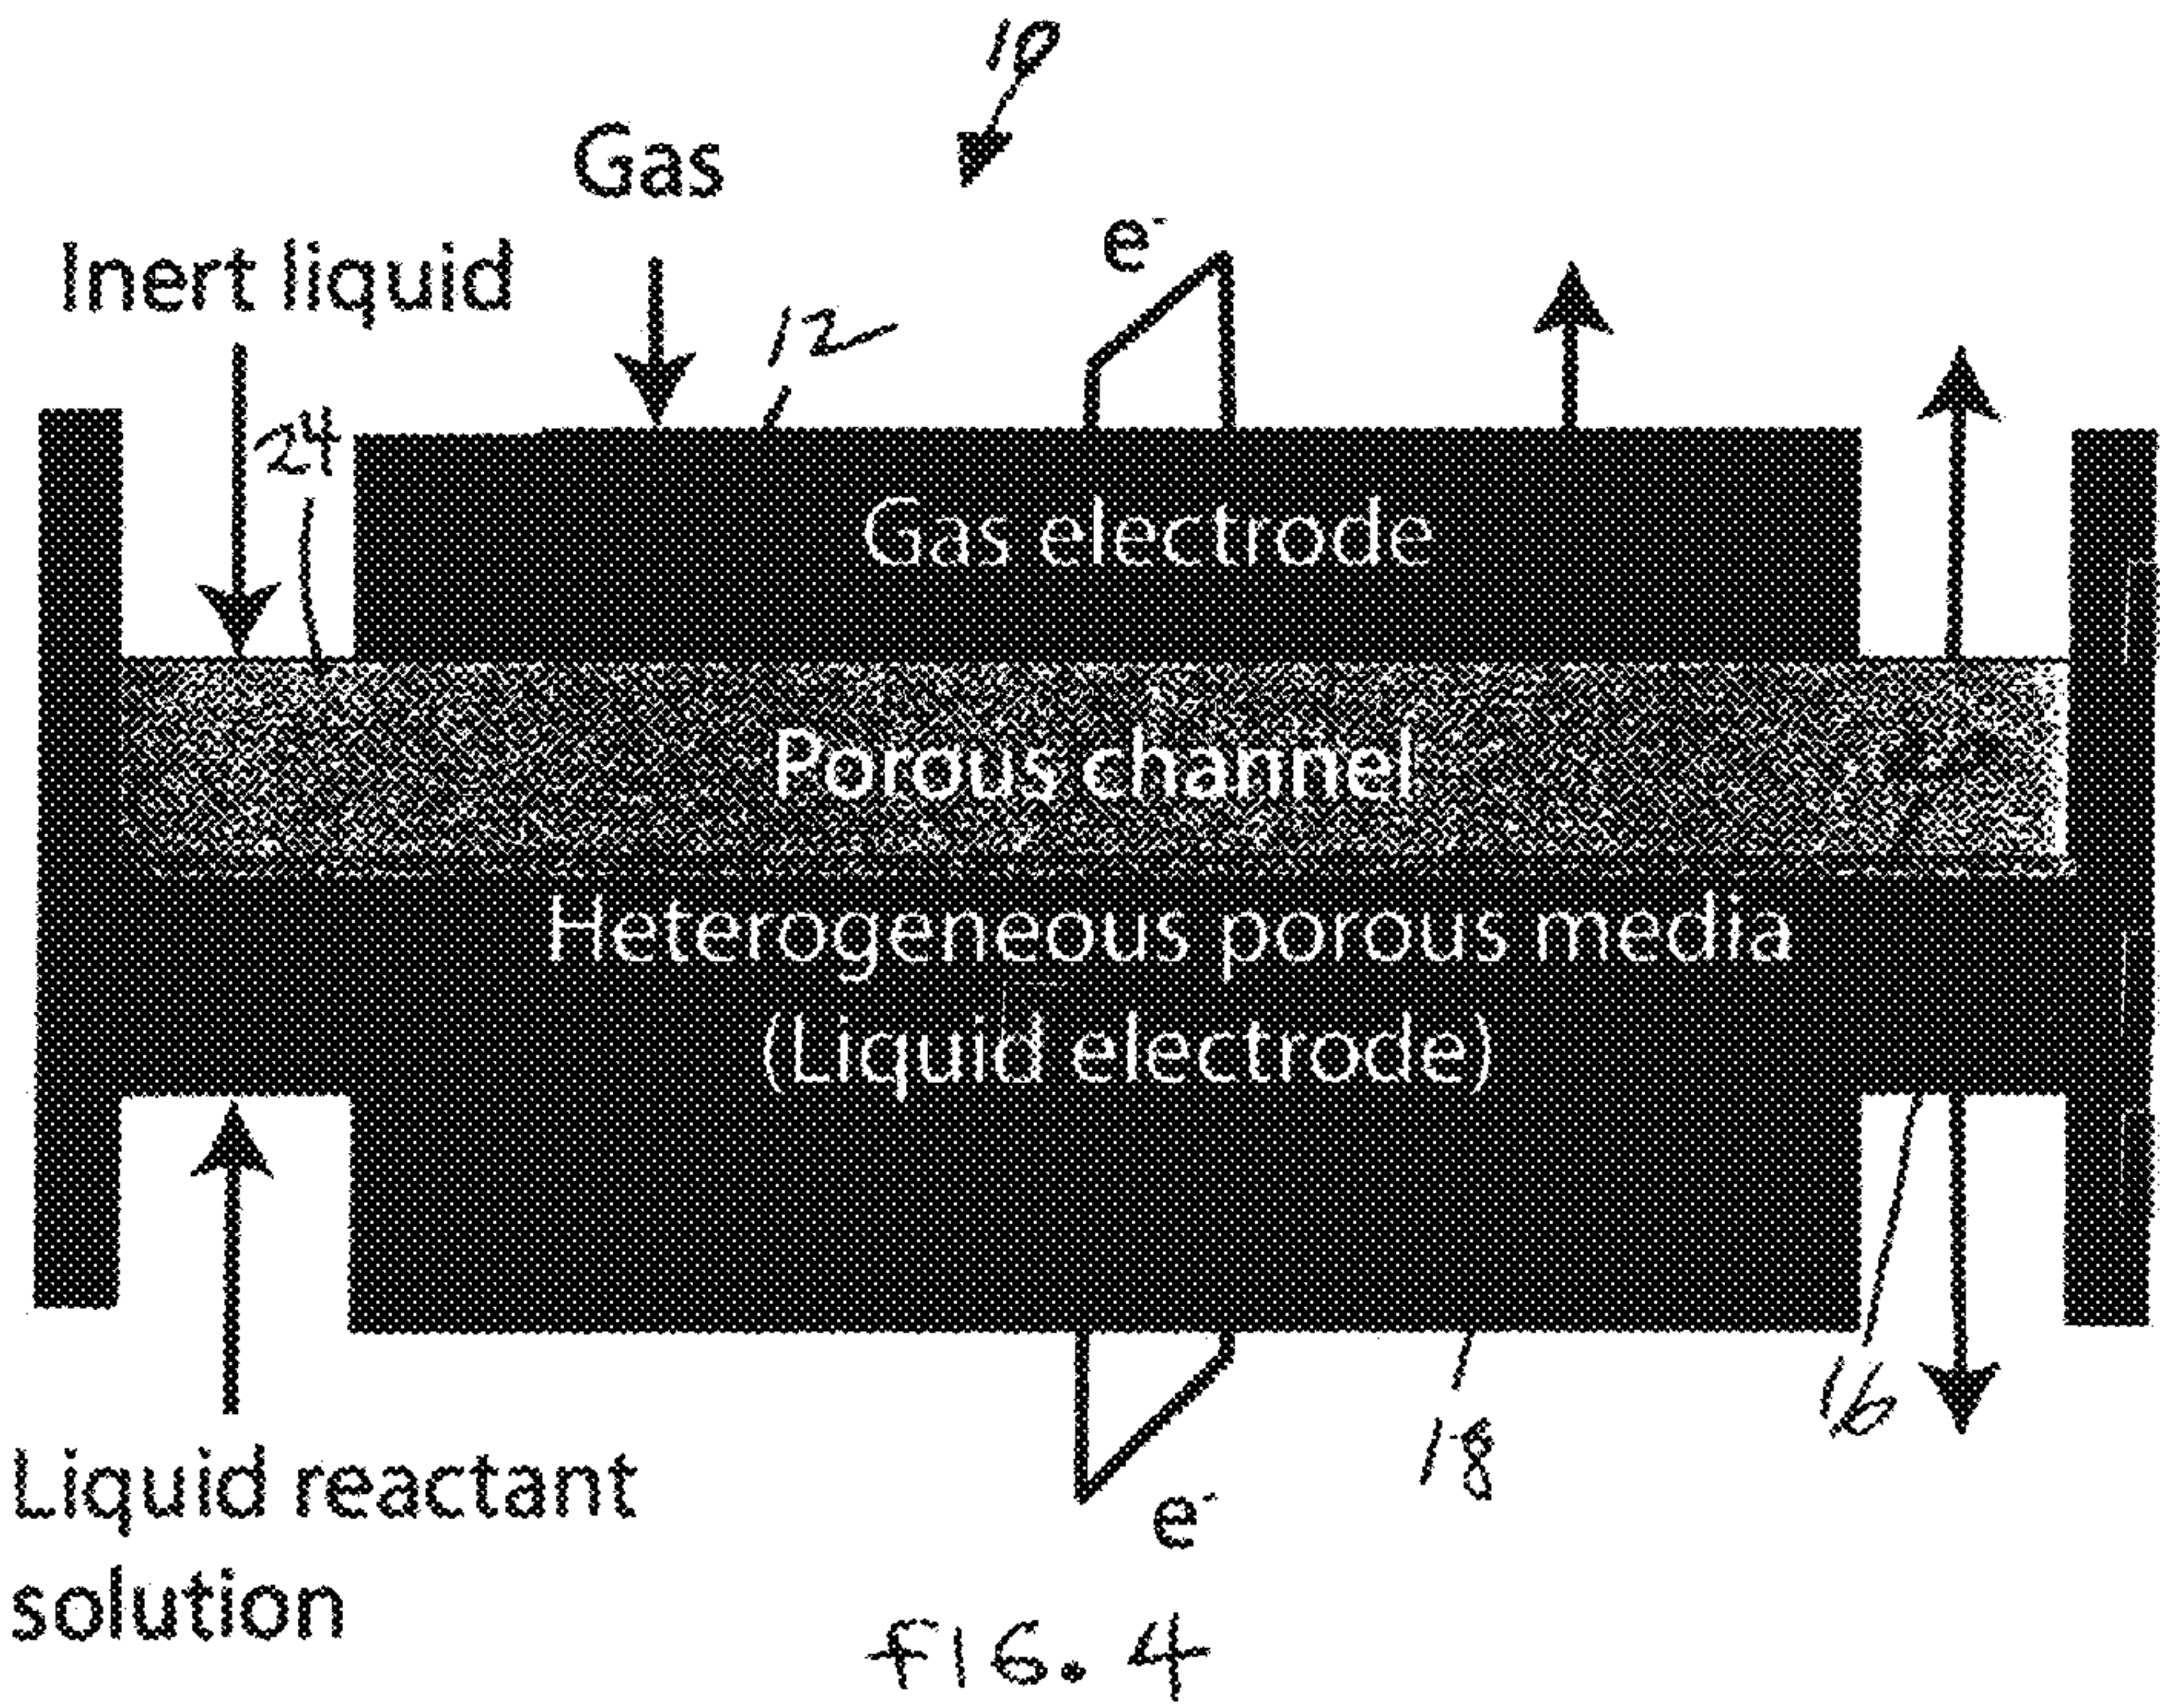 10
Gas
e-
Inert liquid
12
24
Gas electrode
Porous channel
Heterogeneous porous media
(Liquid electrode)
16
18
Liquid reactant
solution
e-
FIG. 4